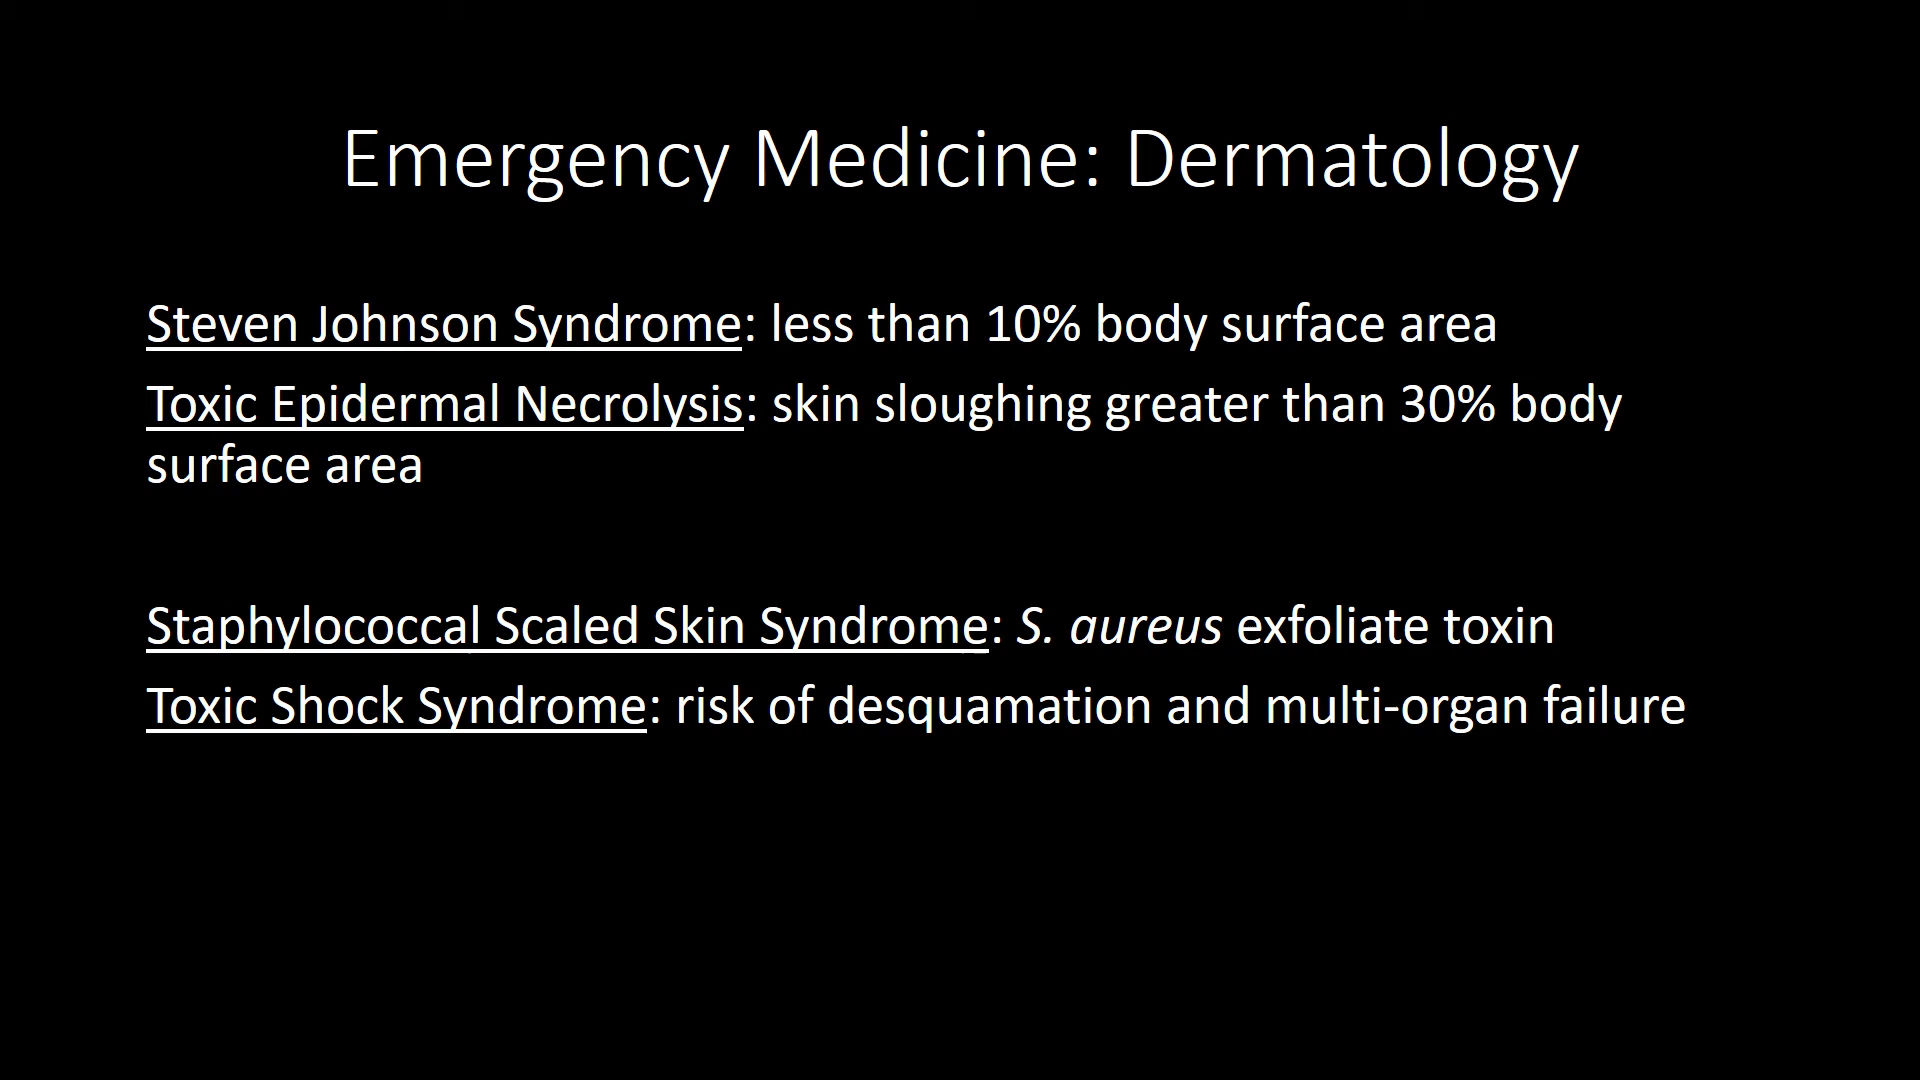 Emergency Medicine: Dermatology
Steven Johnson Syndrome: less than 10% body surface area
Toxic Epidermal Necrolysis: skin sloughing greater than 30% body
surface area
Staphylococcal Scaled Skin Syndrome: S. aureus exfoliate toxin
Toxic Shock Syndrome: risk of desquamation and multi-organ failure